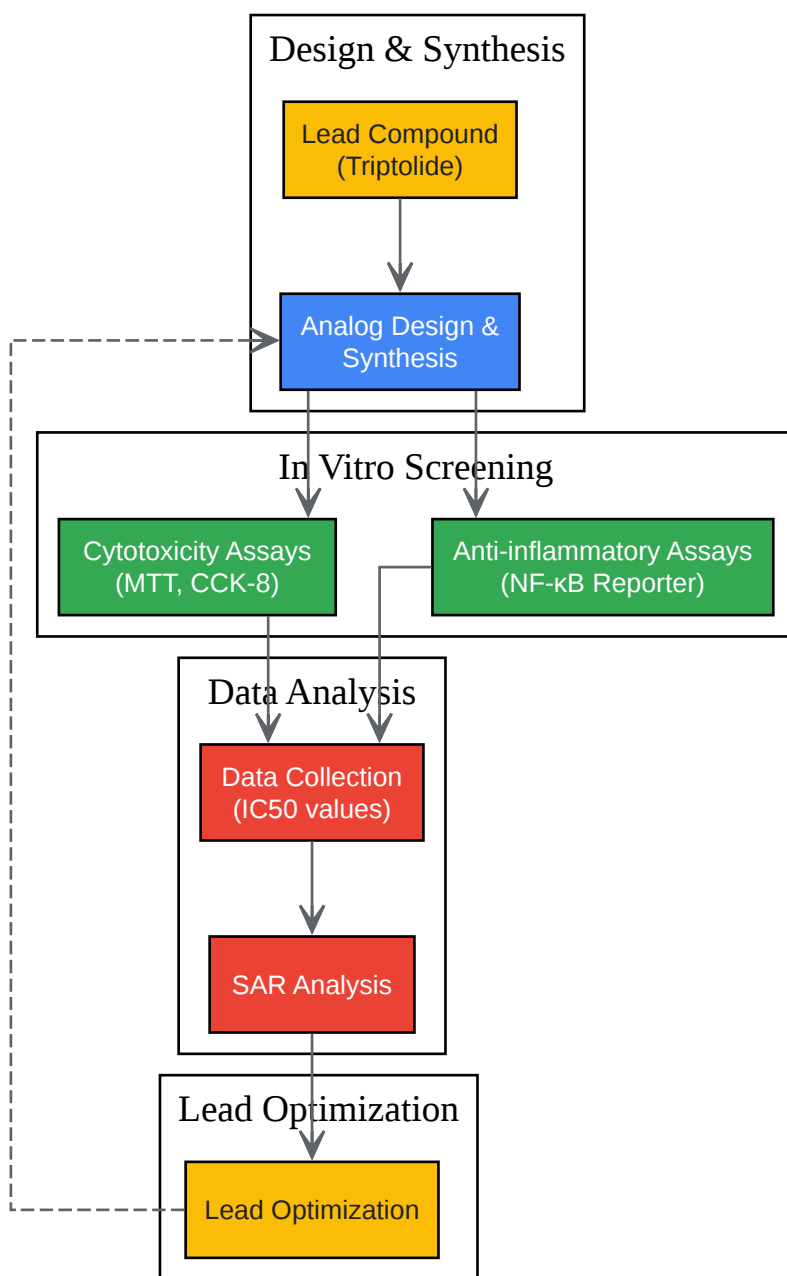 Design & Synthesis
Lead Compound
(Triptolide)
Analog Design &
Synthesis
In Vitro Screening
Cytotoxicity Assays
(MTT, CCK-8)
Anti-inflammatory Assays
(NF-κB Reporter)
Data Analysis
Data Collection
(IC50 values)
SAR Analysis
Lead Optimization
Lead Optimization